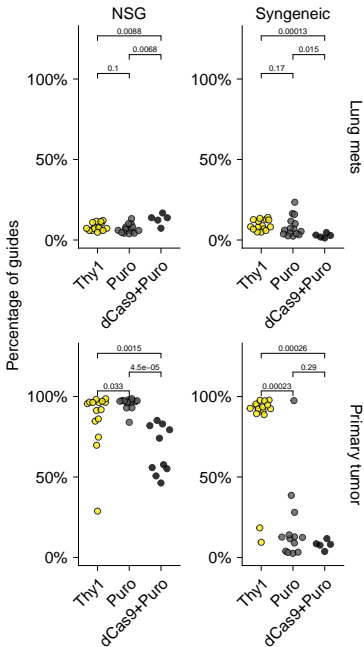 NSG
Syngeneic
0.0088
0.0068
0.1
0.00013
0.015
0.17
100%
50%
0%
100%
50%
0%
Lung mets
Thy1
Puro
dCas9+Puro
Thy1
Puro
dCas9+Puro
Percentage of guides
0.0015
4.5e−05
0.033
0.00026
0.29
0.00023
100%
50%
0%
100%
50%
0%
Primary tumor
Thy1
Puro
dCas9+Puro
Thy1
Puro
dCas9+Puro